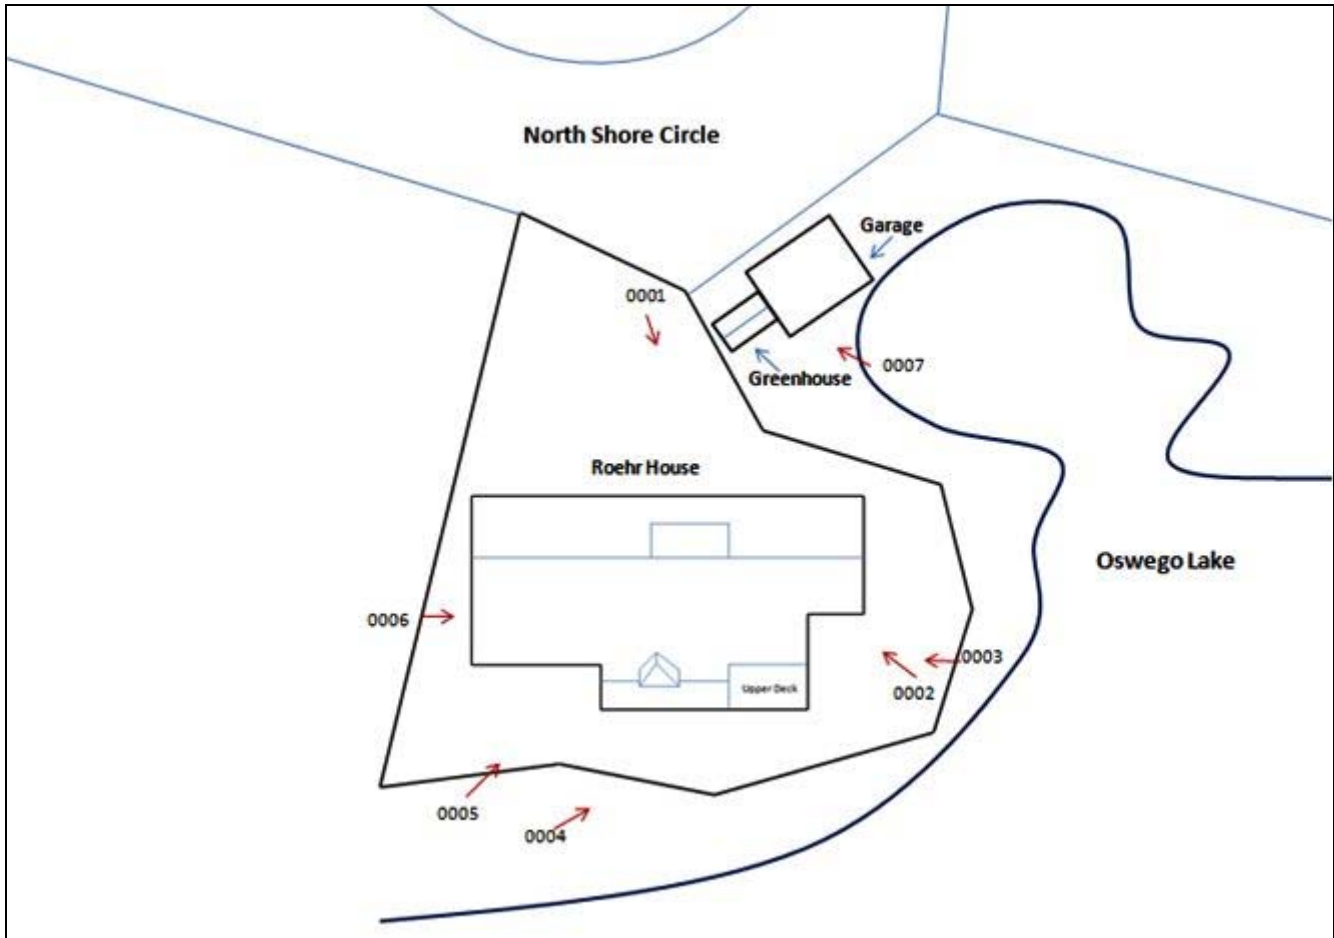 North Shore Circle
Garage
0001
Greenhouse
0007
Roehr House
Oswego Lake
0006
0003
Upper Deck
0002
0005
0004